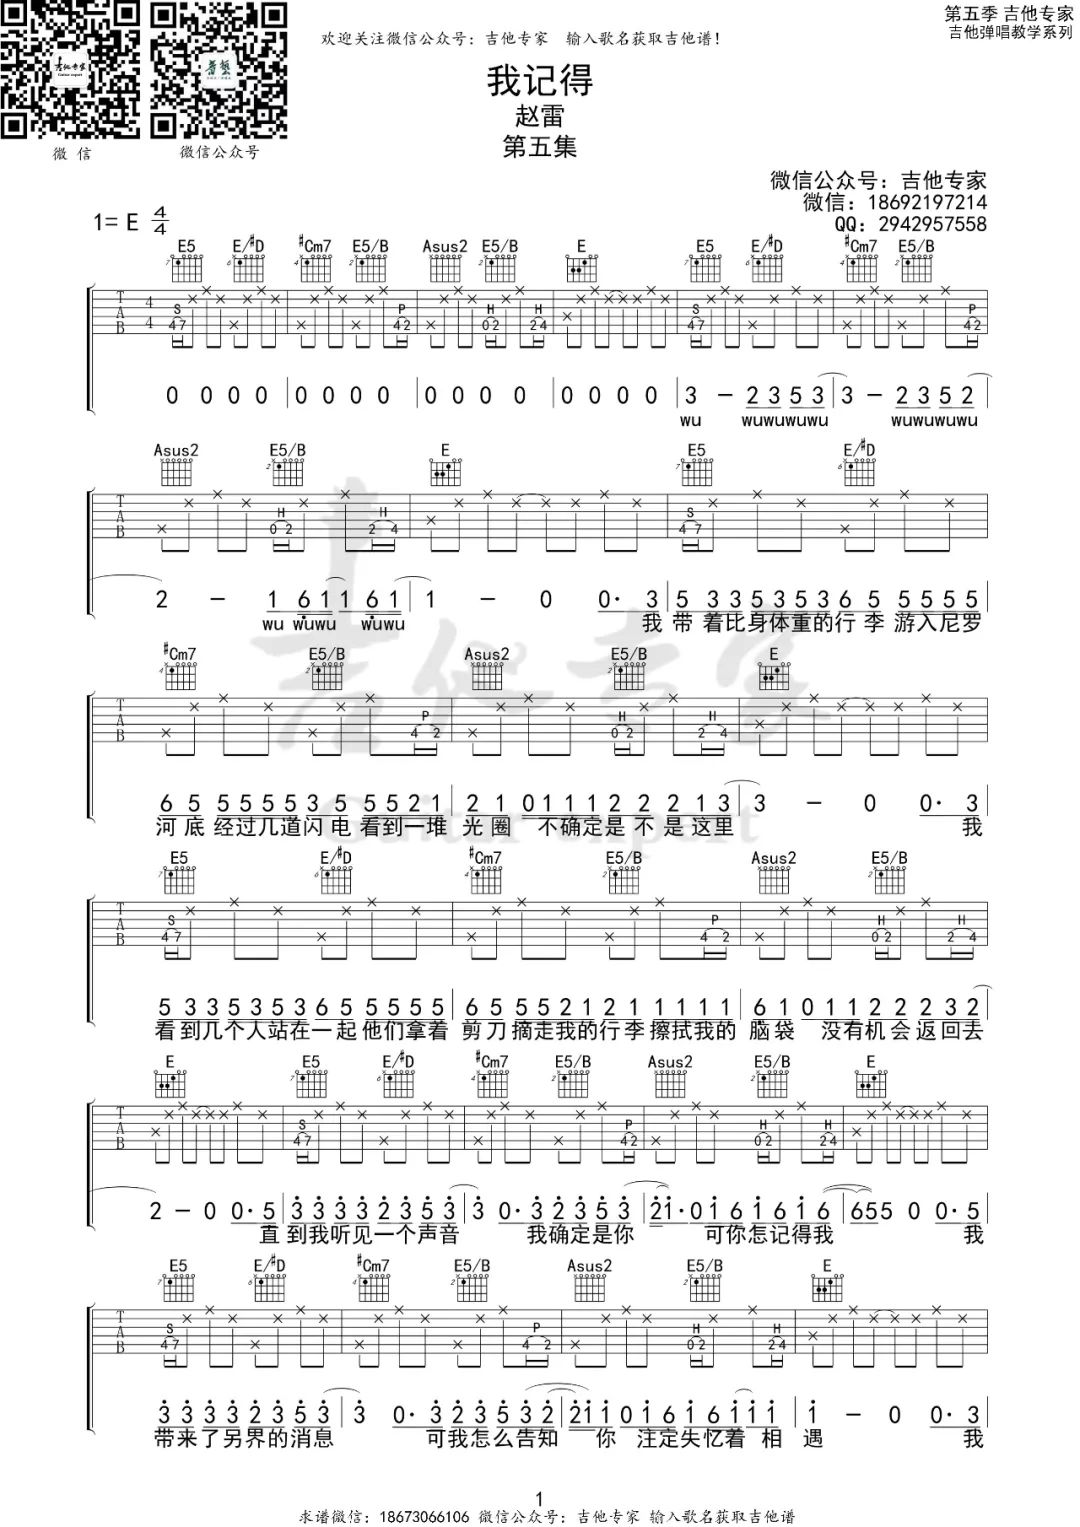 第五季 吉他专家
吉他弹唱教学系列
欢迎关注微信公众号：吉他专家 输入歌名获取吉他谱！
吉他专家
Guitar expert
微 信
微信公众号
我记得
赵雷
第五集
微信公众号：吉他专家
微信：18692197214
QQ：2942957558
1= E 4/4
E5 E/#D #Cm7 E5/B Asus2 E5/B E E5 E/#D #Cm7 E5/B
0 0 0 0 0 0 0 0 0 0 0 0 0 0 0 0 3 – 2 3 5 3 3 – 2 3 5 2
wu wuwuwuwu wuwuwuwu
Asus2 E5/B E E5 E/#D
2 – 1 6 1 1 6 1 1 – 0 0· 3 5 3 3 5 3 5 3 6 5 5 5 5 5
wu wuwu wuwu 我 带 着比身体重的行 李 游入尼罗
#Cm7 E5/B Asus2 E5/B E
6 5 5 5 5 5 3 5 5 5 2 1 2 1 0 1 1 1 2 2 2 1 3 3 – 0 0· 3
河 底 经过几道闪 电 看到一堆 光 圈 不确定是 不 是 这里 我
吉他专家
Guitar expert
E5 E/#D #Cm7 E5/B Asus2 E5/B
5 3 3 5 3 5 3 6 5 5 5 5 5 6 5 5 5 2 1 2 1 1 1 1 1 6 1 0 1 1 2 2 2 3 2
看到几个人站在一起他们拿着 剪刀摘走我的行李擦拭我的 脑袋 没有机会返回去
E E5 E/#D #Cm7 E5/B Asus2 E5/B E
2 – 0 0· 5 3 3 3 3 2 3 5 3 3 0· 3 2 3 5 3 2 1· 0 1 6 1 6 1 6 6 5 5 0 0· 5
直 到我听见一个声音 我确定是你 可你怎记得我 我
E5 E/#D #Cm7 E5/B Asus2 E5/B E
3 3 3 3 2 3 5 3 3 0· 3 2 3 5 3 2 2 1 1 0 1 6 1 6 1 1 1 1 – 0 0· 3
带来了另界的消息 可我怎么告知 你 注定失忆着 相 遇 我
1
求谱微信：18673066106 微信公众号：吉他专家 输入歌名获取吉他谱